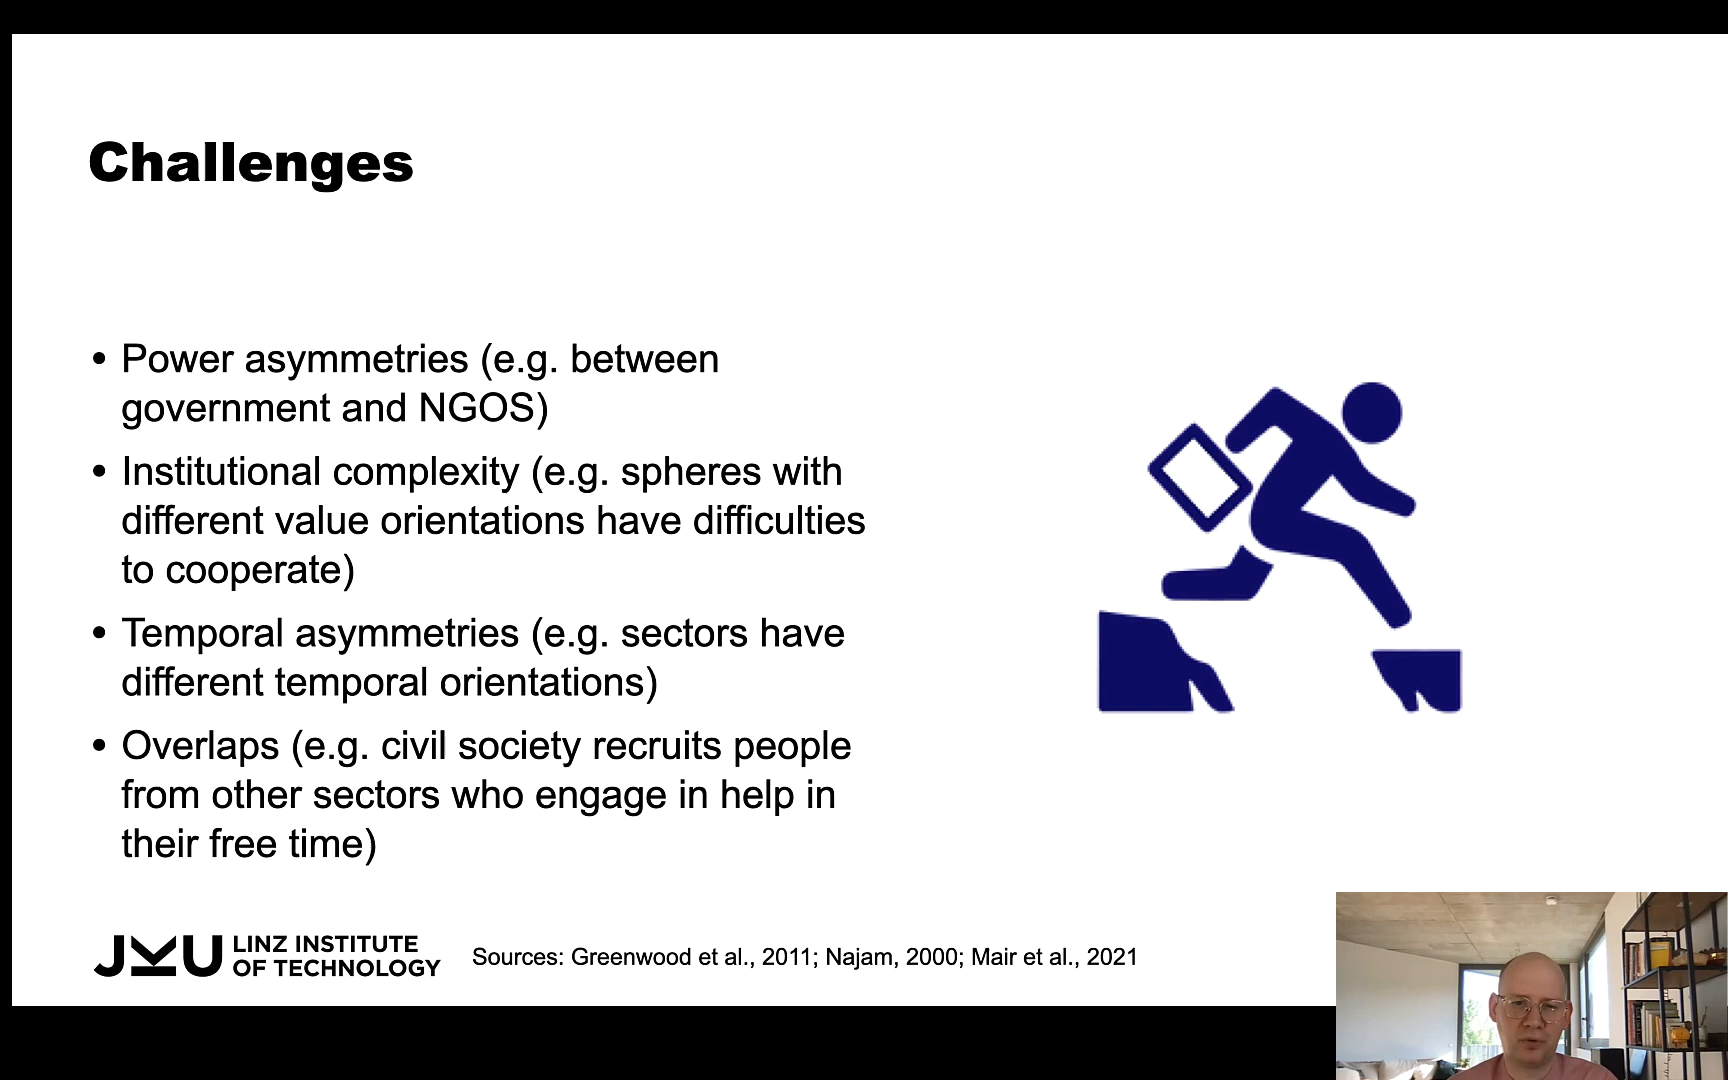 Challenges
• Power asymmetries (e.g. between
government and NGOS)
• Institutional complexity (e.g. spheres with
different value orientations have difficulties
to cooperate)
• Temporal asymmetries (e.g. sectors have
different temporal orientations)
• Overlaps (e.g. civil society recruits people
from other sectors who engage in help in
their free time)
JKU LINZ INSTITUTE
OF TECHNOLOGY
Sources: Greenwood et al., 2011; Najam, 2000; Mair et al., 2021